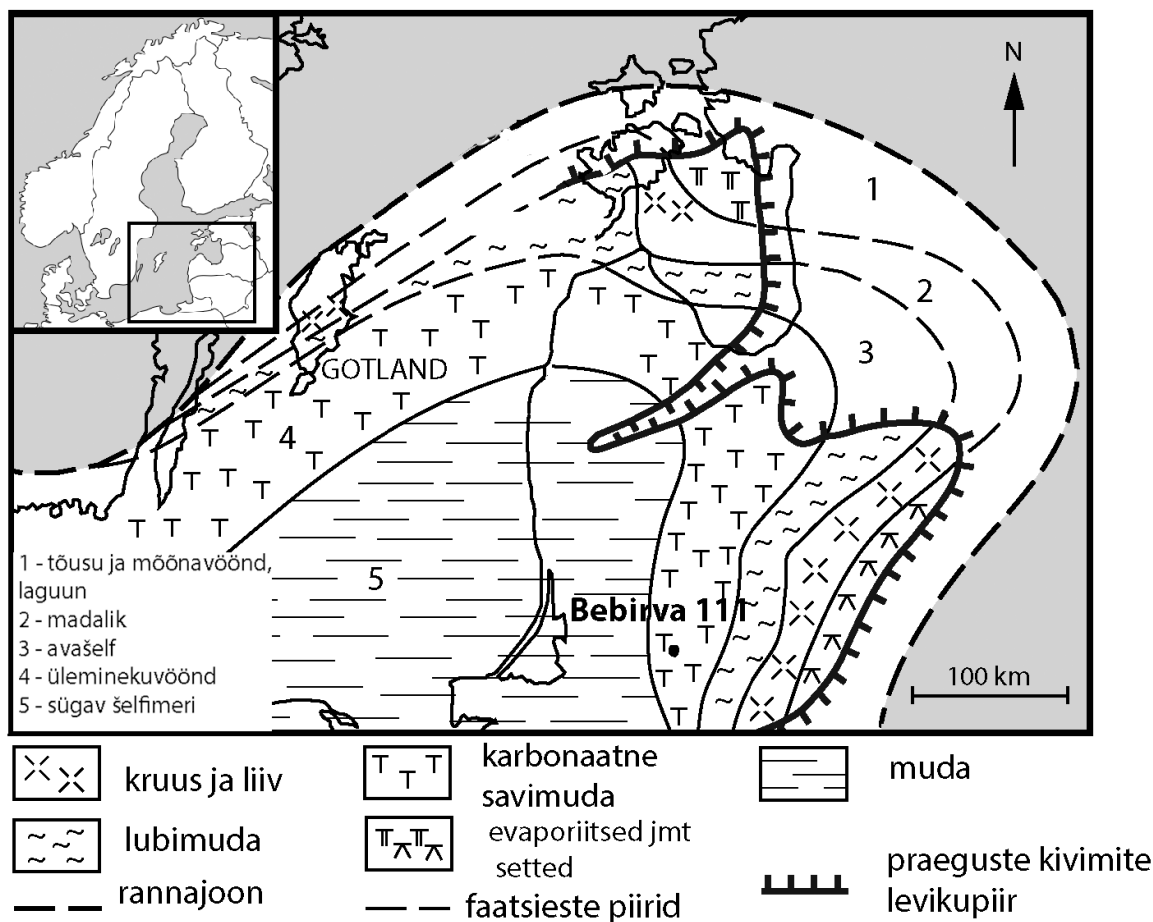 N
1
2
3
GOTLAND
4
5
Bebirva 111
100 km
1 - tõusu ja mõõnavöönd,
laguun
2 - madalik
3 - avašelf
4 - üleminekuvöönd
5 - sügav šelfimeri
kruus ja liiv
karbonaatne
savimuda
muda
lubimuda
evaporiitsed jmt
setted
praeguste kivimite
levikupiir
rannajoon
faatsieste piirid